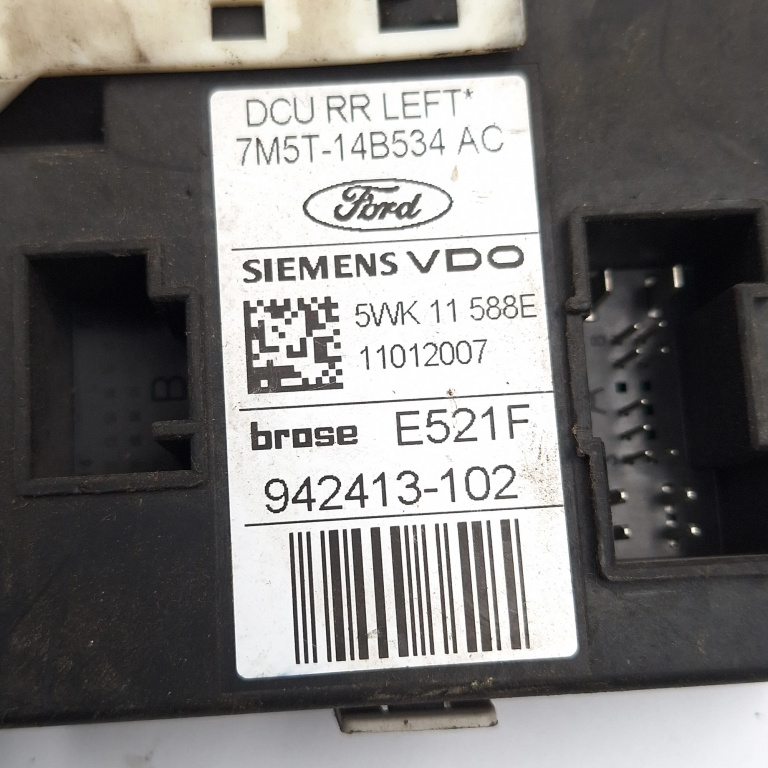 DCU RR LEFT*
7M5T-14B534 AC
Ford
SIEMENS VDO
5WK 11 588E
11012007
brose E521F
942413-102
B